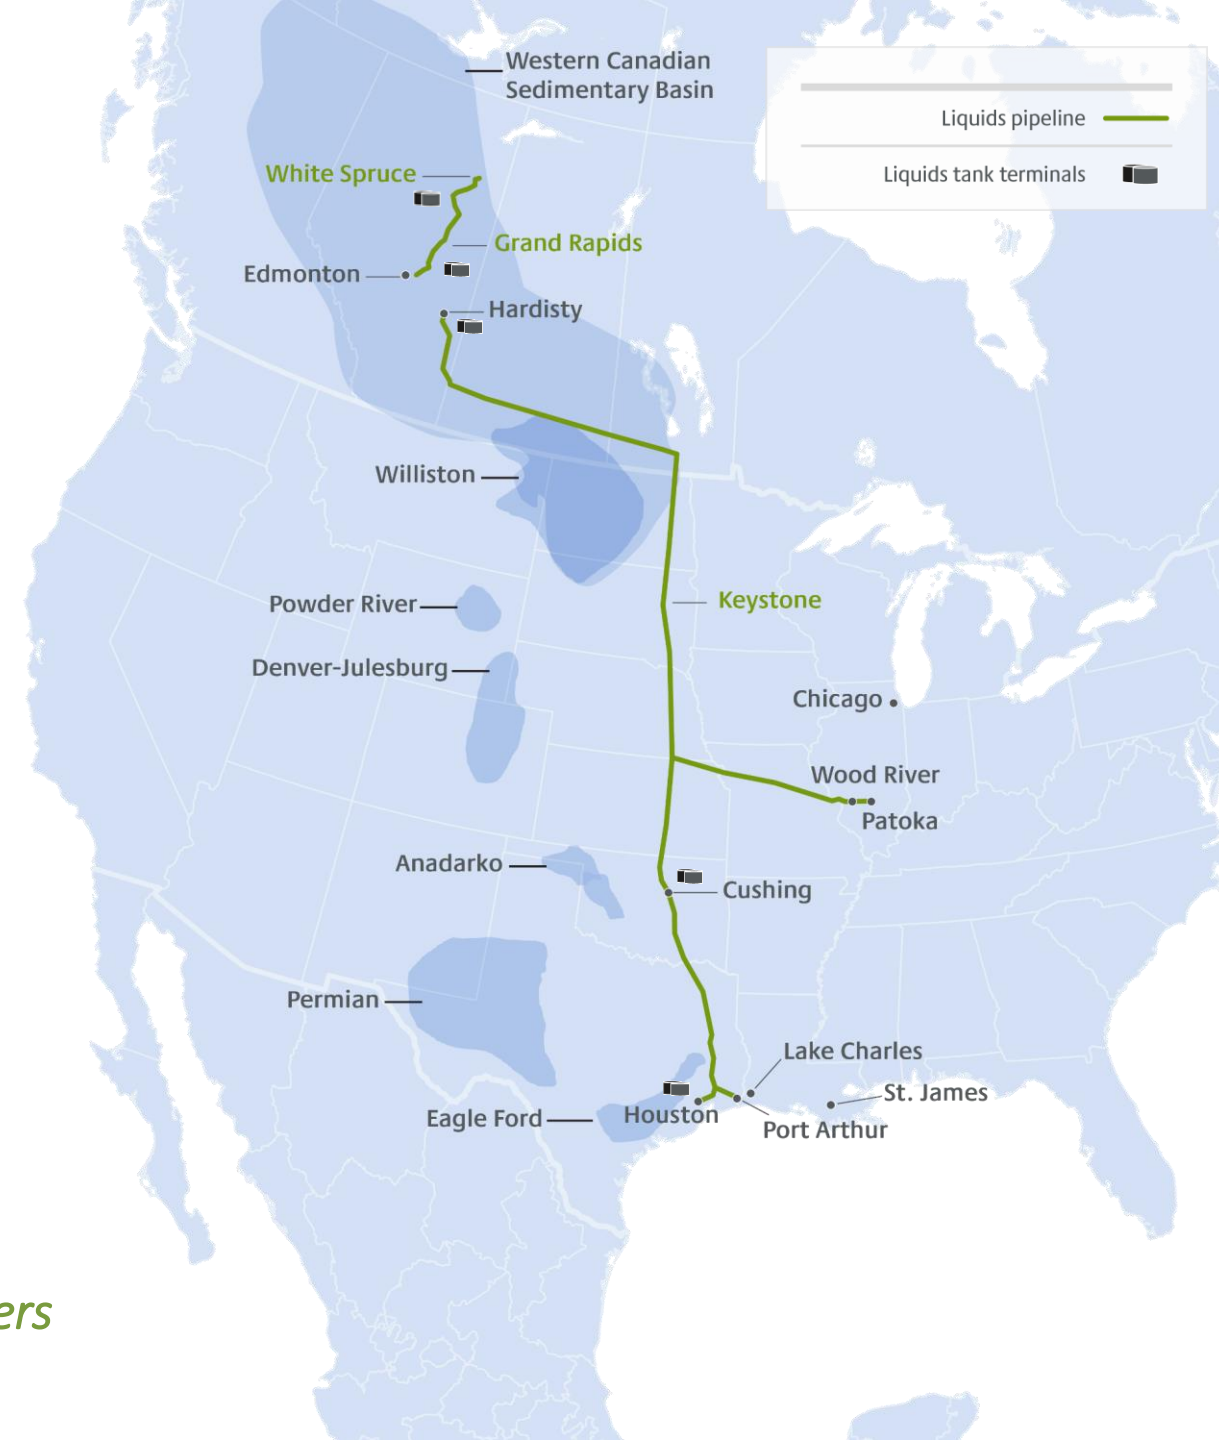 Western Canadian
Sedimentary Basin
Liquids pipeline
Liquids tank terminals
White Spruce
Grand Rapids
Edmonton
Hardisty
Williston
Powder River
Keystone
Denver-Julesburg
Chicago
Wood River
Patoka
Anadarko
Cushing
Permian
Lake Charles
St. James
Eagle Ford
Houston
Port Arthur
ers